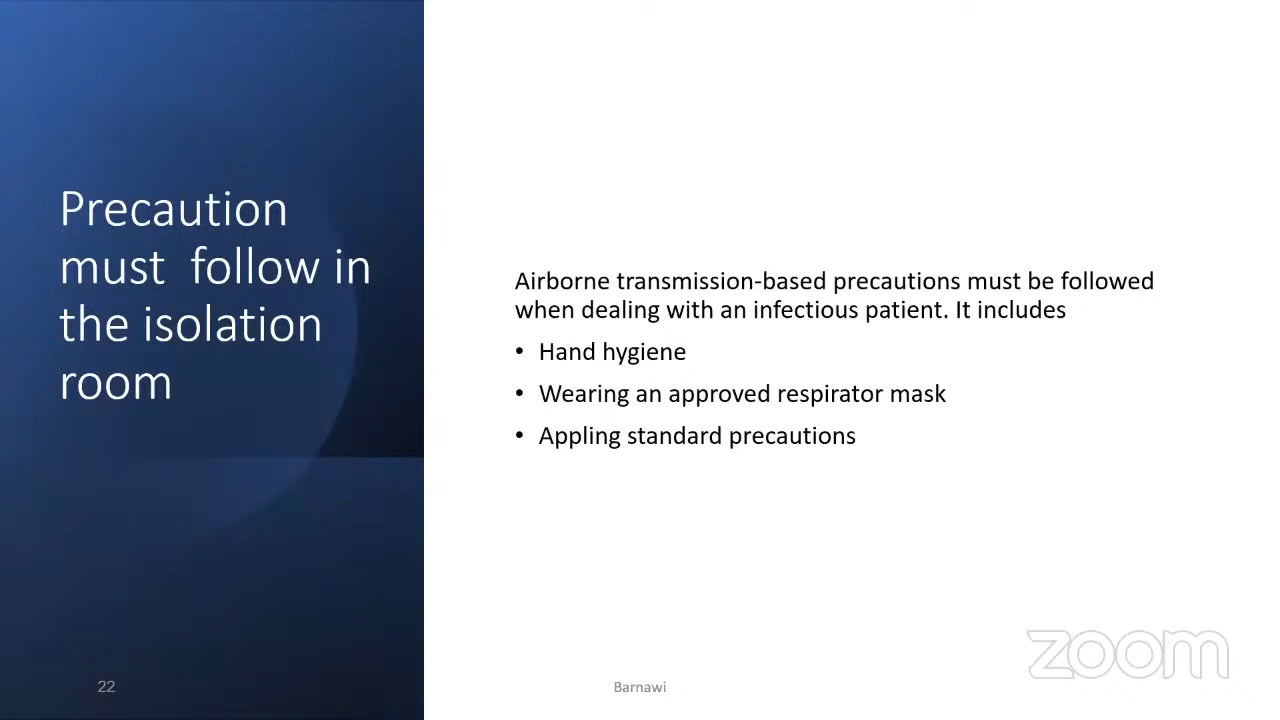 Precaution
must  follow in
the isolation
room
Airborne transmission-based precautions must be followed
when dealing with an infectious patient. It includes
• Hand hygiene
• Wearing an approved respirator mask
• Appling standard precautions
zoom
22
Barnawi